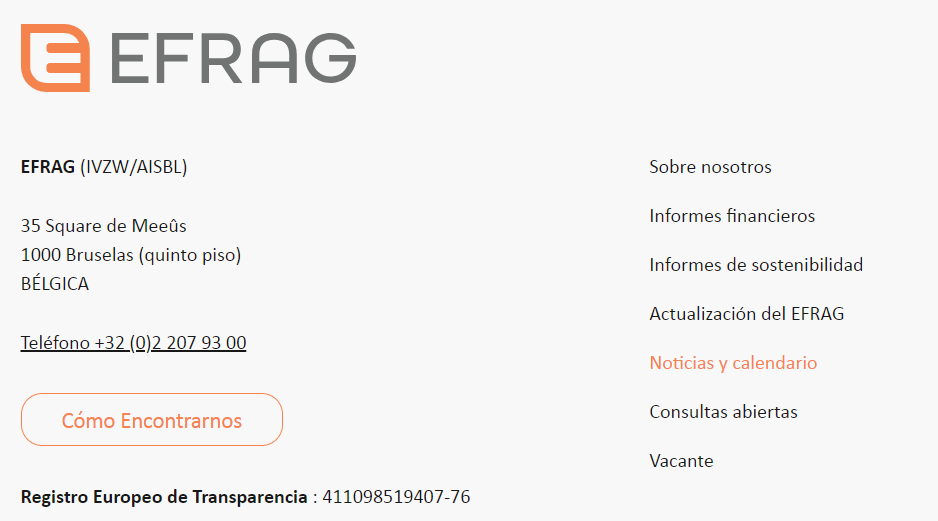 EFRAG
EFRAG (IVZW/AISBL)
35 Square de Meeûs
1000 Bruselas (quinto piso)
BÉLGICA
Teléfono +32 (0)2 207 93 00
Cómo Encontrarnos
Registro Europeo de Transparencia : 411098519407-76
Sobre nosotros
Informes financieros
Informes de sostenibilidad
Actualización del EFRAG
Noticias y calendario
Consultas abiertas
Vacante